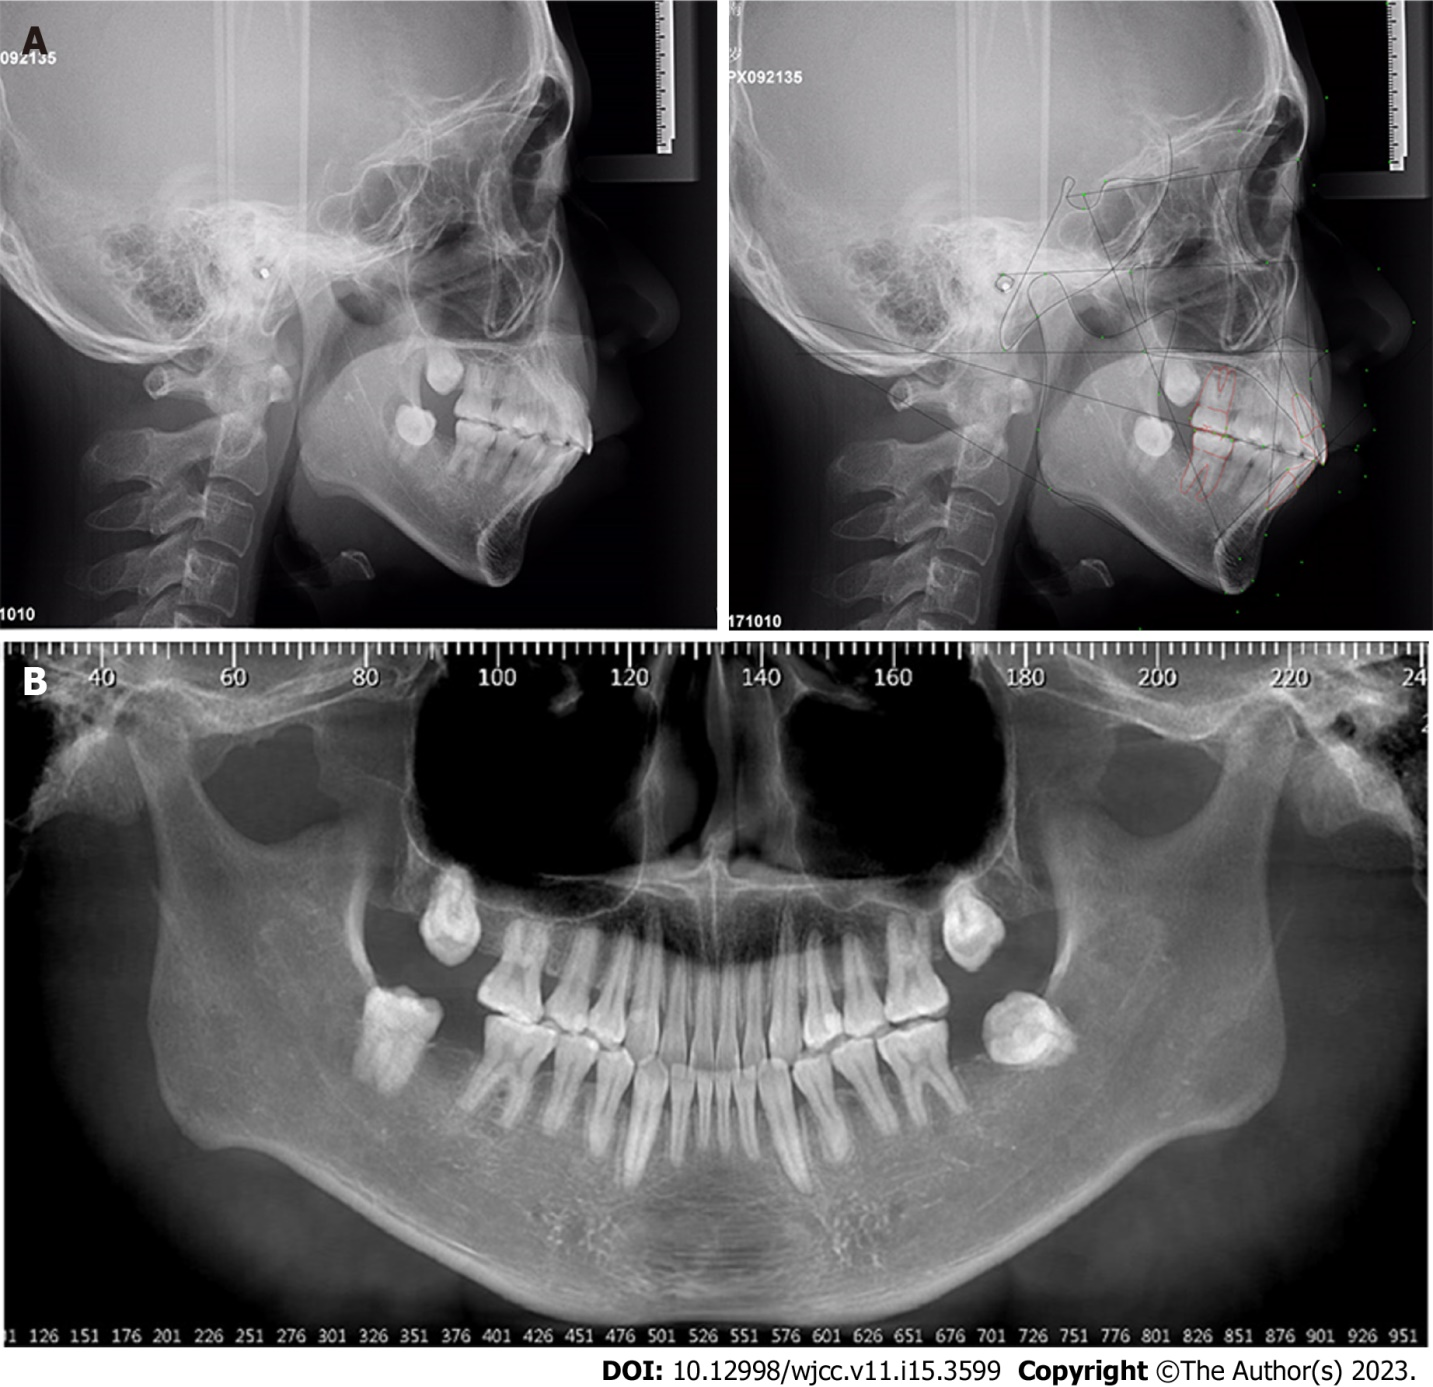 A
092135
1010
PX092135
171010
B
40 60 80 100 120 140 160 180 200 220 24
126 151 176 201 226 251 276 301 326 351 376 401 426 451 476 501 526 551 576 601 626 651 676 701 726 751 776 801 826 851 876 901 926 951
DOI: 10.12998/wjcc.v11.i15.3599 Copyright ©The Author(s) 2023.